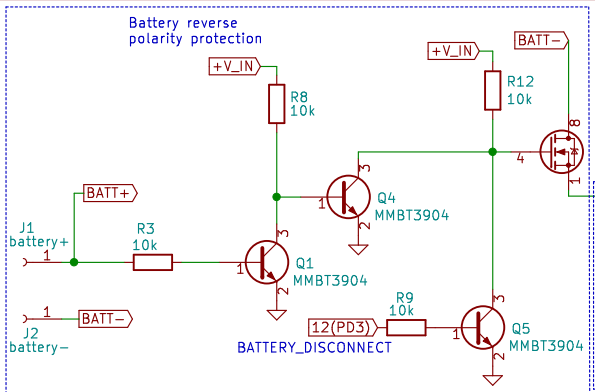 Battery reverse
polarity protection
+V_IN
+V_IN
BATT-
R8
10k
R12
10k
8
4
1
3
Q4
1
MMBT3904
2
BATT+
J1
battery+
1
R3
10k
3
Q1
1
MMBT3904
2
1
BATT-
J2
battery-
R9
10k
12(PD3)
BATTERY_DISCONNECT
3
1
Q5
MMBT3904
2